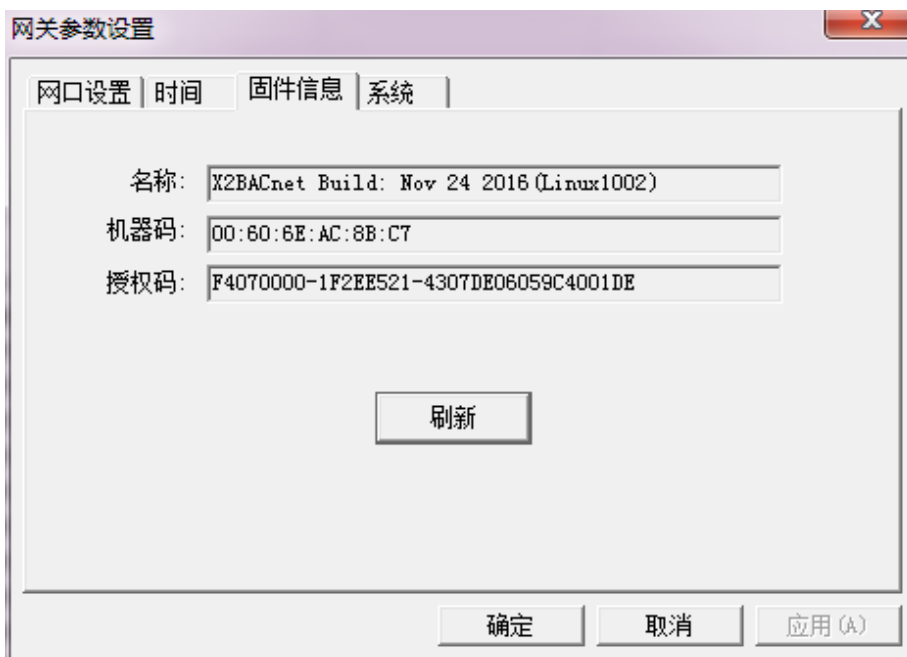 网关参数设置
网口设置 时间 固件信息 系统
名称: X2BACnet Build: Nov 24 2016(Linux1002)
机器码: 00:60:6E:AC:8B:C7
授权码: F4070000-1F2EE521-4307DE06059C4001DE
刷新
确定 取消 应用(A)